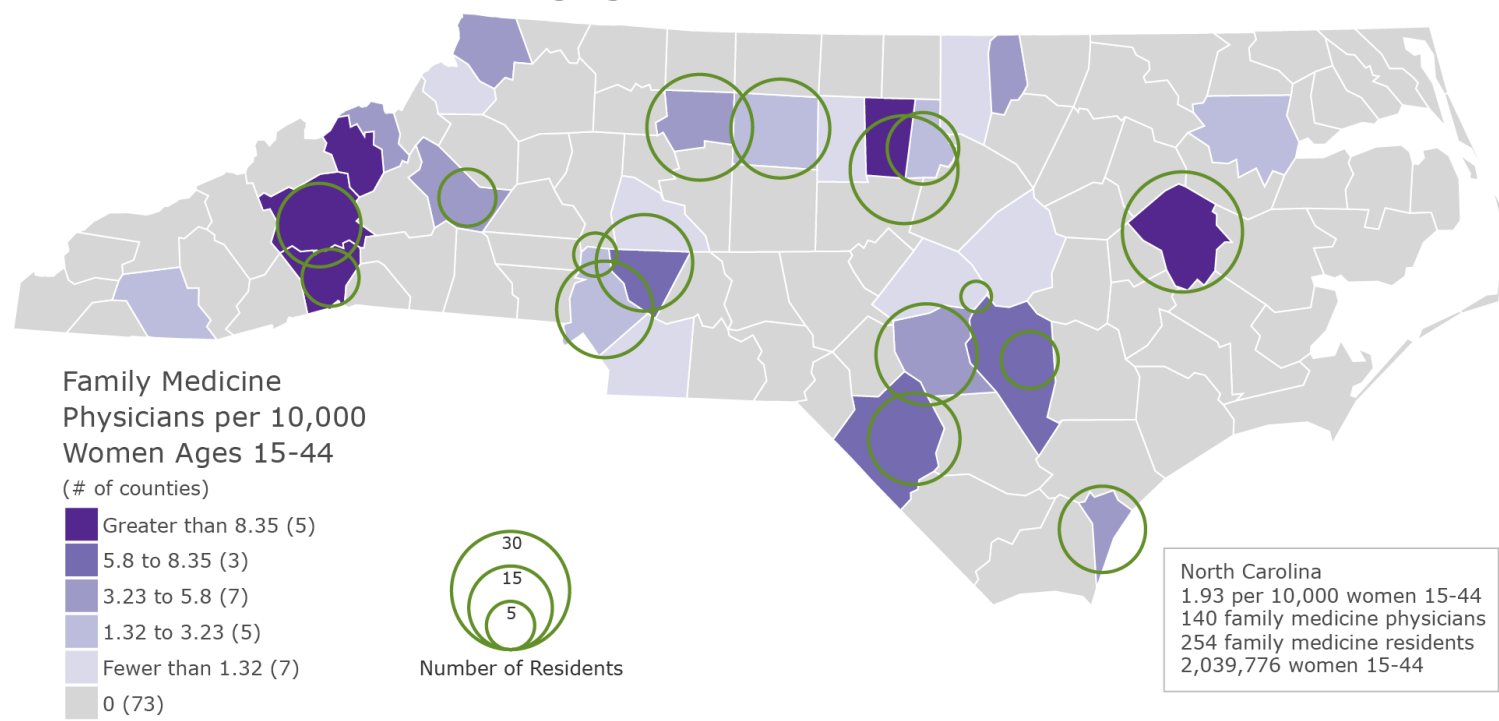 Family Medicine
Physicians per 10,000
Women Ages 15-44
(# of counties)
Greater than 8.35 (5)
5.8 to 8.35 (3)
3.23 to 5.8 (7)
1.32 to 3.23 (5)
Fewer than 1.32 (7)
0 (73)
30
15
5
Number of Residents
North Carolina
1.93 per 10,000 women 15-44
140 family medicine physicians
254 family medicine residents
2,039,776 women 15-44